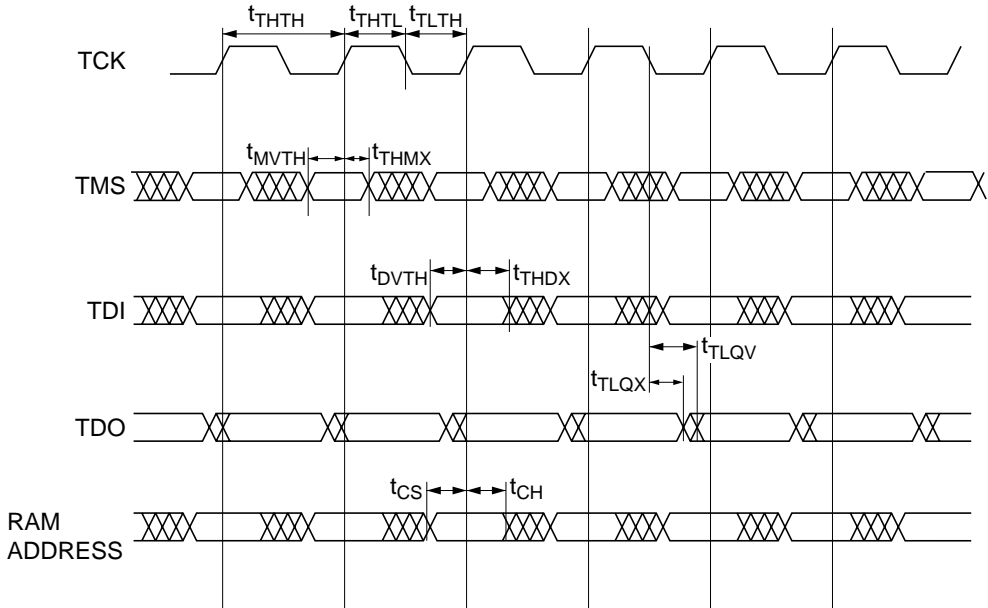 tTHTH tTHTL tTLTH
TCK
tMVTH tTHMX
TMS
tDVTH tTHDX
TDI
tTLQV
tTLQX
TDO
tCS tCH
RAM
ADDRESS